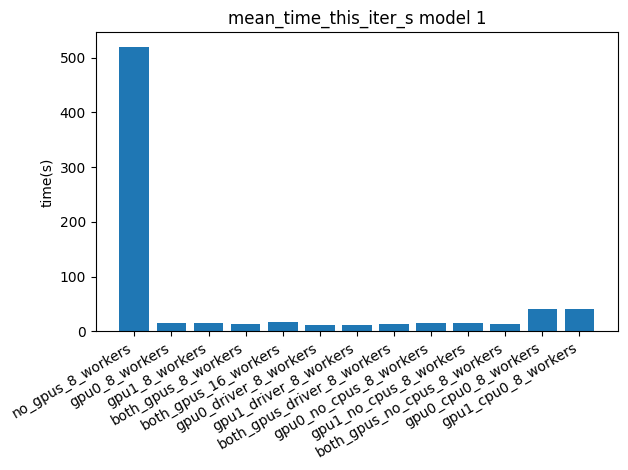 mean_time_this_iter_s model 1
time(s)
500
400
300
200
100
0
no_gpus_8_workers
gpu0_8_workers
gpu1_8_workers
both_gpus_8_workers
both_gpus_16_workers
gpu0_driver_8_workers
gpu1_driver_8_workers
both_gpus_driver_8_workers
gpu0_no_cpus_8_workers
gpu1_no_cpus_8_workers
both_gpus_no_cpus_8_workers
gpu0_cpu0_8_workers
gpu1_cpu0_8_workers